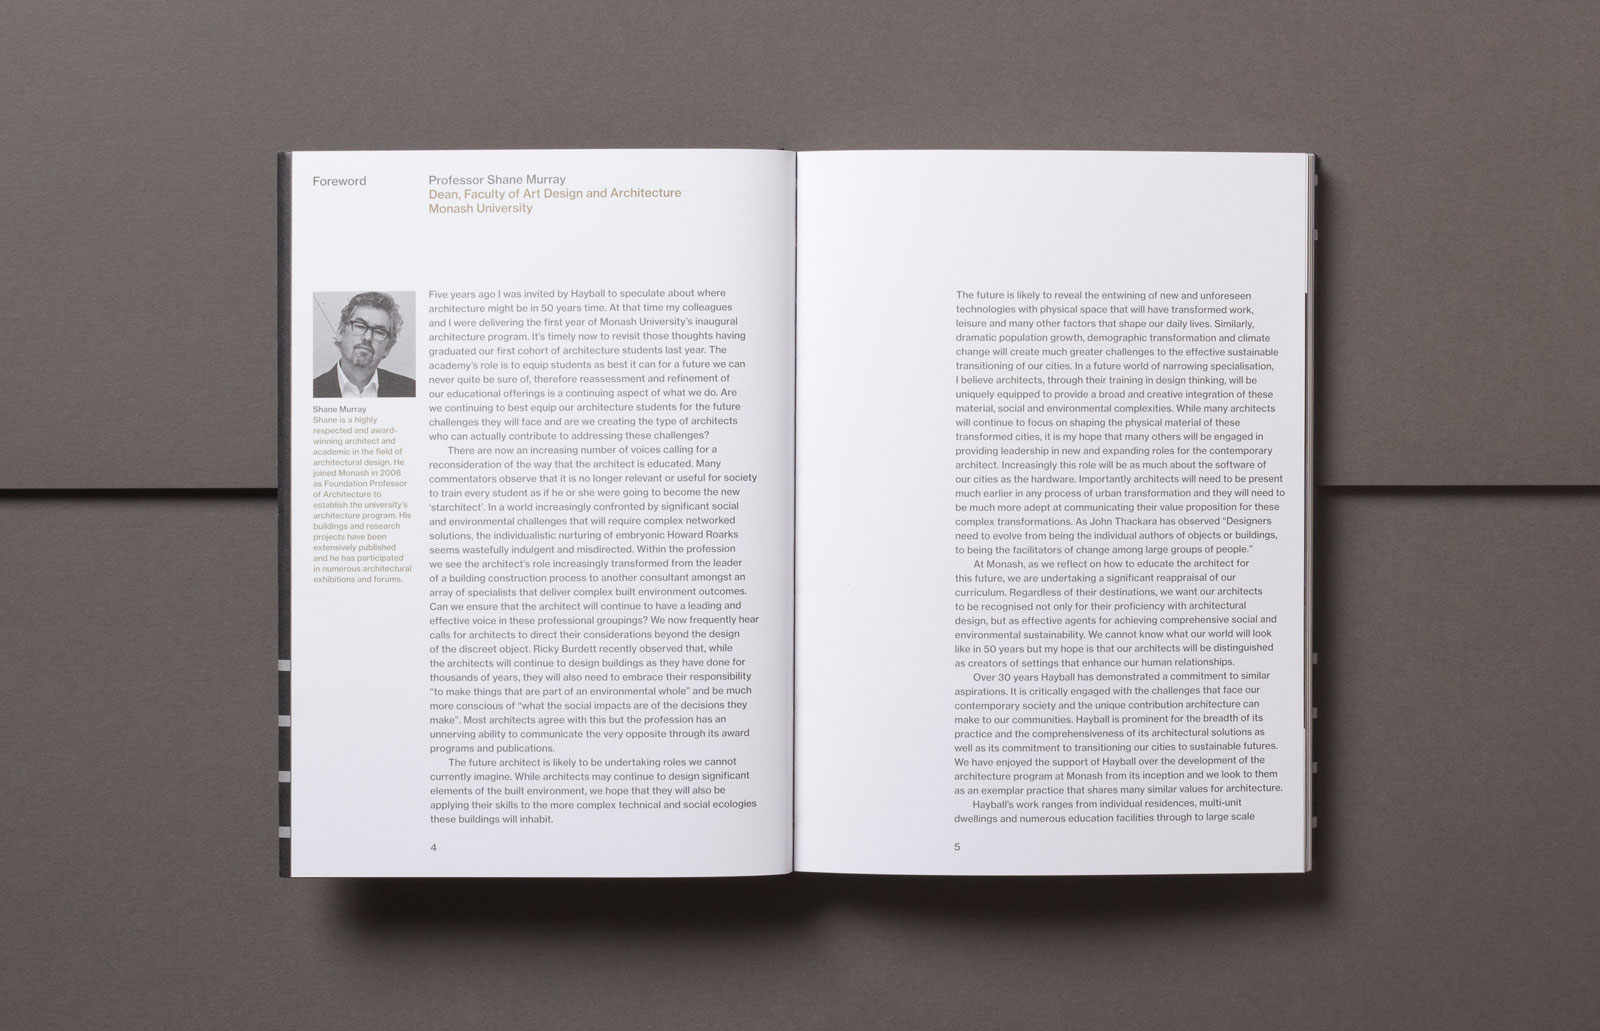 Foreword
Professor Shane Murray
Dean, Faculty of Art Design and Architecture
Monash University
Shane Murray
Shane is a highly
respected and award-
winning architect and
academic in the field of
architectural design. He
joined Monash in 2008
as Foundation Professor
of Architecture to
establish the university's
architecture program. His
buildings and research
projects have been
extensively published
and he has participated
in numerous architectural
exhibitions and forums.
Five years ago I was invited by Hayball to speculate about where
architecture might be in 50 years time. At that time my colleagues
and I were delivering the first year of Monash University's inaugural
architecture program. It's timely now to revisit those thoughts having
graduated our first cohort of architecture students last year. The
academy's role is to equip students as best it can for a future we can
never quite be sure of, therefore reassessment and refinement of
our educational offerings is a continuing aspect of what we do. Are
we continuing to best equip our architecture students for the future
challenges they will face and are we creating the type of architects
who can actually contribute to addressing these challenges?
There are now an increasing number of voices calling for a
reconsideration of the way that the architect is educated. Many
commentators observe that it is no longer relevant or useful for society
to train every student as if he or she were going to become the new
'starchitect'. In a world increasingly confronted by significant social
and environmental challenges that will require complex networked
solutions, the individualistic nurturing of embryonic Howard Roarks
seems wastefully indulgent and misdirected. Within the profession
we see the architect's role increasingly transformed from the leader
of a building construction process to another consultant amongst an
array of specialists that deliver complex built environment outcomes.
Can we ensure that the architect will continue to have a leading and
effective voice in these professional groupings? We now frequently hear
calls for architects to direct their considerations beyond the design
of the discreet object. Ricky Burdett recently observed that, while
the architects will continue to design buildings as they have done for
thousands of years, they will also need to embrace their responsibility
"to make things that are part of an environmental whole" and be much
more conscious of "what the social impacts are of the decisions they
make". Most architects agree with this but the profession has an
unnerving ability to communicate the very opposite through its award
programs and publications.
The future architect is likely to be undertaking roles we cannot
currently imagine. While architects may continue to design significant
elements of the built environment, we hope that they will also be
applying their skills to the more complex technical and social ecologies
these buildings will inhabit.
4
The future is likely to reveal the entwining of new and unforeseen
technologies with physical space that will have transformed work,
leisure and many other factors that shape our daily lives. Similarly,
dramatic population growth, demographic transformation and climate
change will create much greater challenges to the effective sustainable
transitioning of our cities. In a future world of narrowing specialisation,
I believe architects, through their training in design thinking, will be
uniquely equipped to provide a broad and creative integration of these
material, social and environmental complexities. While many architects
will continue to focus on shaping the physical material of these
transformed cities, it is my hope that many others will be engaged in
providing leadership in new and expanding roles for the contemporary
architect. Increasingly this role will be as much about the software of
our cities as the hardware. Importantly architects will need to be present
much earlier in any process of urban transformation and they will need to
be much more adept at communicating their value proposition for these
complex transformations. As John Thackara has observed "Designers
need to evolve from being the individual authors of objects or buildings,
to being the facilitators of change among large groups of people."
At Monash, as we reflect on how to educate the architect for
this future, we are undertaking a significant reappraisal of our
curriculum. Regardless of their destinations, we want our architects
to be recognised not only for their proficiency with architectural
design, but as effective agents for achieving comprehensive social and
environmental sustainability. We cannot know what our world will look
like in 50 years but my hope is that our architects will be distinguished
as creators of settings that enhance our human relationships.
Over 30 years Hayball has demonstrated a commitment to similar
aspirations. It is critically engaged with the challenges that face our
contemporary society and the unique contribution architecture can
make to our communities. Hayball is prominent for the breadth of its
practice and the comprehensiveness of its architectural solutions as
well as its commitment to transitioning our cities to sustainable futures.
We have enjoyed the support of Hayball over the development of the
architecture program at Monash from its inception and we look to them
as an exemplar practice that shares many similar values for architecture.
Hayball's work ranges from individual residences, multi-unit
dwellings and numerous education facilities through to large scale
5